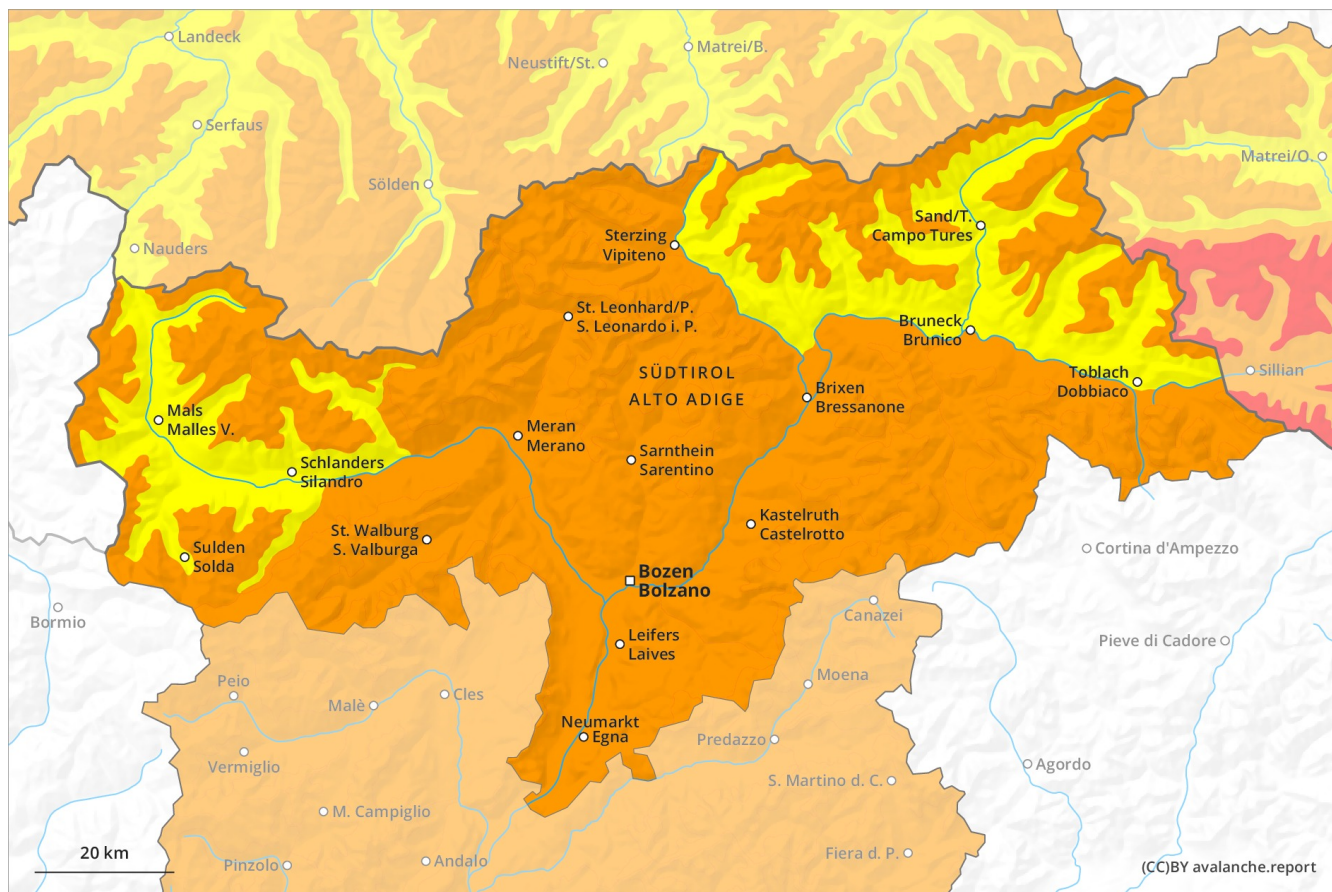 Landeck
Matrei/B.
Neustift/St.
Serfaus
Matrei/O.
Sölden
Sand/T.
Campo Tures
Sterzing
Vipiteno
Nauders
St. Leonhard/P.
S. Leonardo i. P.
Bruneck
Brunico
SÜDTIROL
ALTO ADIGE
Toblach
Dobbiaco
Sillian
Brixen
Bressanone
Mals
Malles V.
Meran
Merano
Sarnthein
Sarentino
Schlanders
Silandro
Kastelruth
Castelrotto
St. Walburg
S. Valburga
Sulden
Solda
Cortina d'Ampezzo
Bozen
Bolzano
Bormio
Canazei
Leifers
Laives
Pieve di Cadore
Moena
Peio
Cles
Malè
Neumarkt
Egna
Predazzo
Vermiglio
Agordo
S. Martino d. C.
M. Campiglio
20 km
Andalo
Pinzolo
Fiera d. P.
(CC)BY avalanche.report